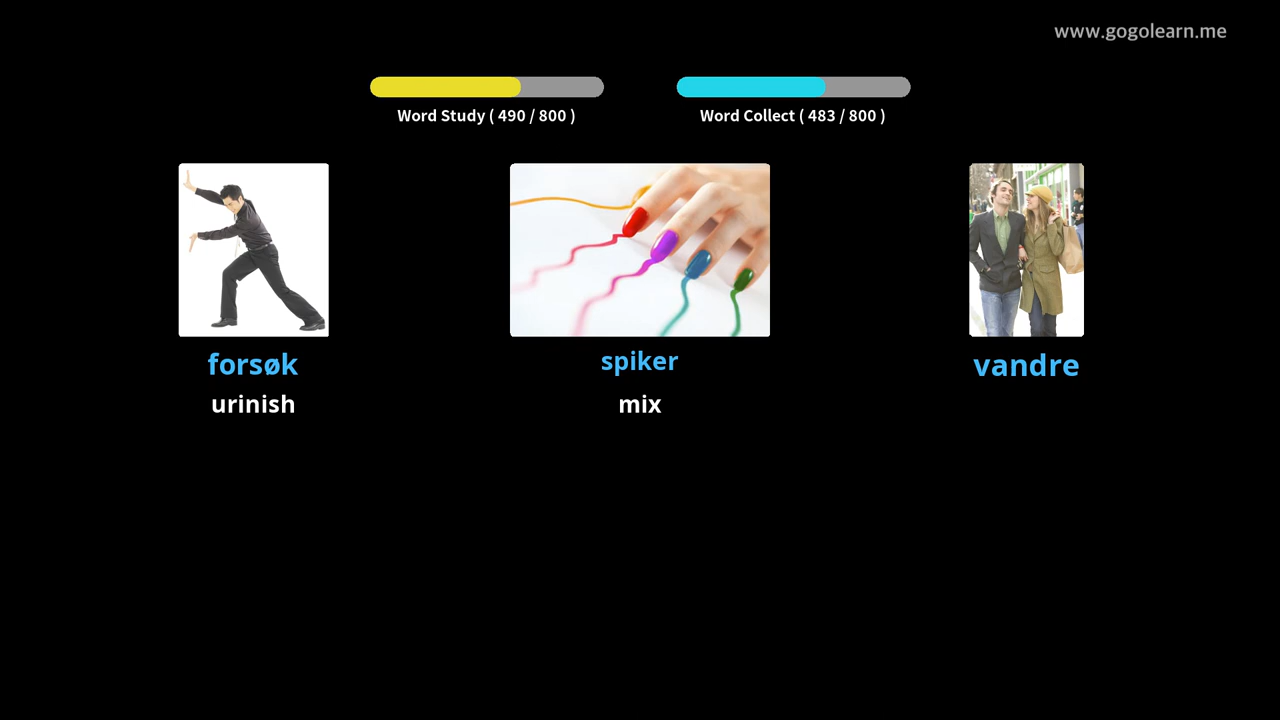 www.gogolearn.me
Word Study ( 490 / 800 )
Word Collect ( 483 / 800 )
forsøk
spiker
vandre
urinish
mix